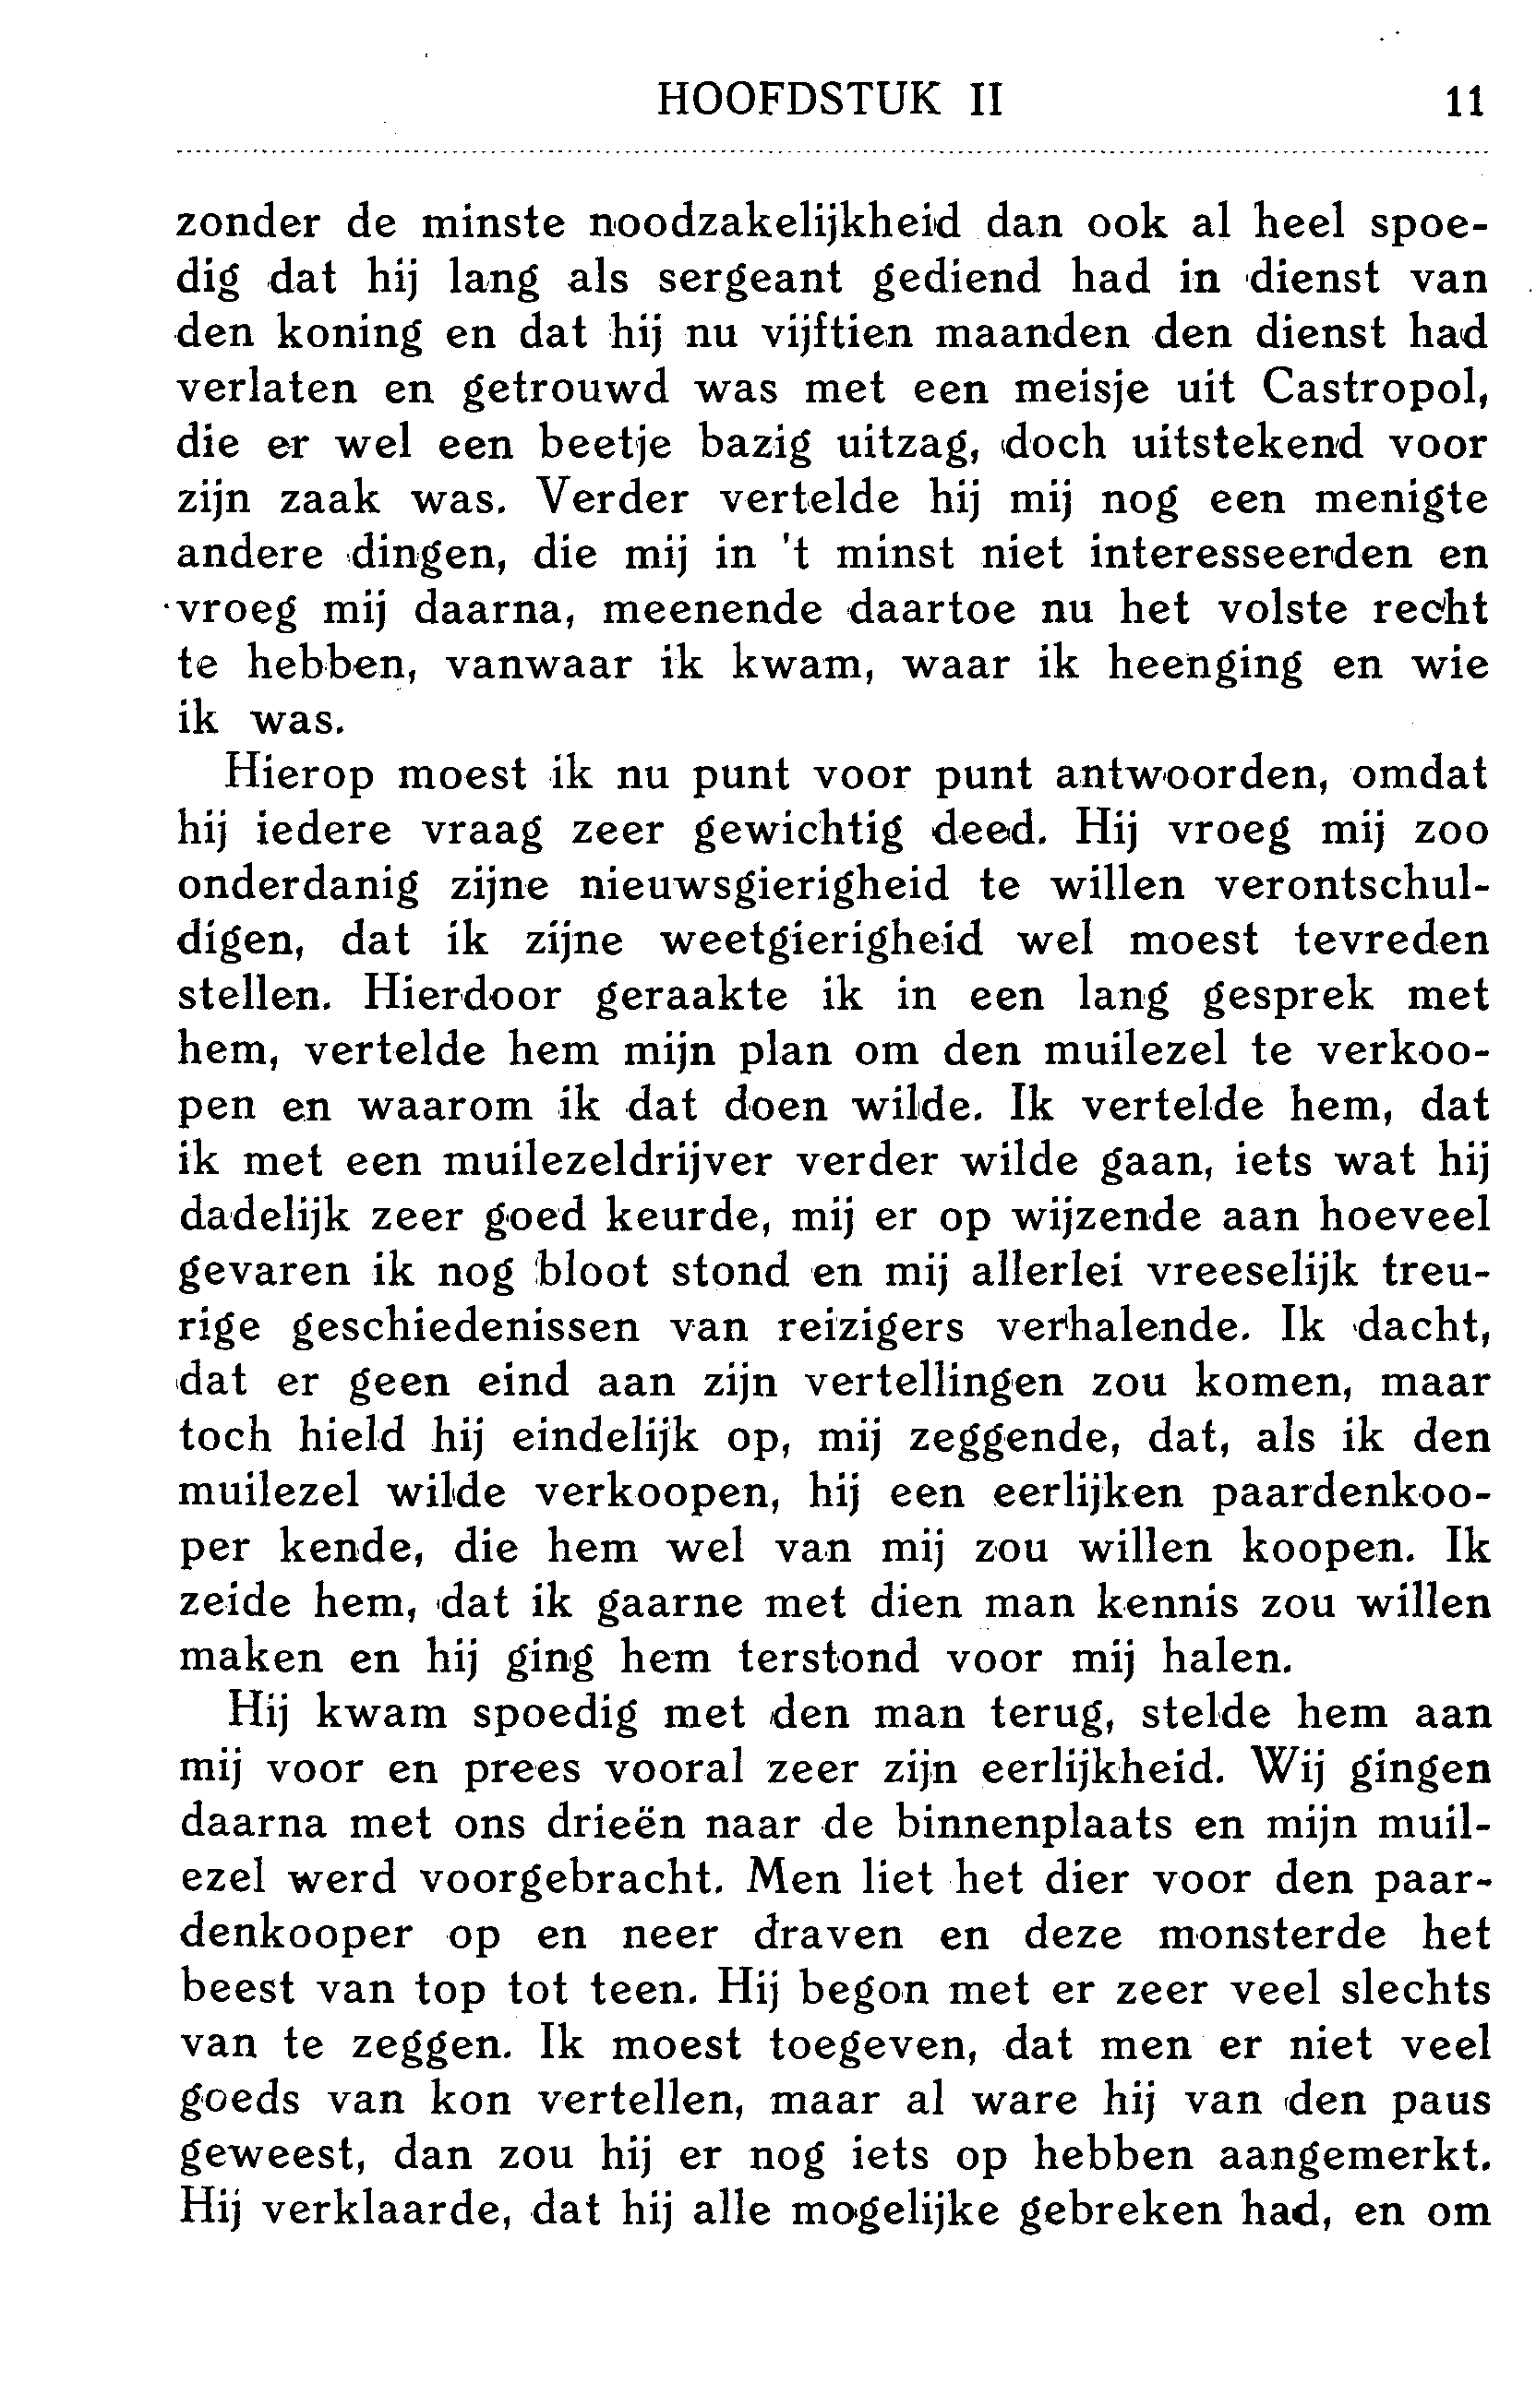 HOOFDSTUK II 11
zonder de minste noodzakelijkheid dan ook al heel spoe-
dig dat hij lang als sergeant gediend had in dienst van
den koning en dat hij nu vijftien maanden den dienst had
verlaten en getrouwd was met een meisje uit Castropol,
die er wel een beetje bazig uitzag, doch uitstekend voor
zijn zaak was. Verder vertelde hij mij nog een menigte
andere dingen, die mij in 't minst niet interesseerden en
vroeg mij daarna, meenende daartoe nu het volste recht
te hebben, vanwaar ik kwam, waar ik heenging en wie
ik was.
Hierop moest ik nu punt voor punt antwoorden, omdat
hij iedere vraag zeer gewichtig deed. Hij vroeg mij zoo
onderdanig zijne nieuwsgierigheid te willen verontschul-
digen, dat ik zijne weetgierigheid wel moest tevreden
stellen. Hierdoor geraakte ik in een lang gesprek met
hem, vertelde hem mijn plan om den muilezel te verkoo-
pen en waarom ik dat doen wilde. Ik vertelde hem, dat
ik met een muilezeldrijver verder wilde gaan, iets wat hij
dadelijk zeer goed keurde, mij er op wijzende aan hoeveel
gevaren ik nog bloot stond en mij allerlei vreeselijk treu-
rige geschiedenissen van reizigers verhalende. Ik dacht,
dat er geen eind aan zijn vertellingen zou komen, maar
toch hield hij eindelijk op, mij zeggende, dat, als ik den
muilezel wilde verkoopen, hij een eerlijken paardenkoo-
per kende, die hem wel van mij zou willen koopen. Ik
zeide hem, dat ik gaarne met dien man kennis zou willen
maken en hij ging hem terstond voor mij halen.
Hij kwam spoedig met den man terug, stelde hem aan
mij voor en prees vooral zeer zijn eerlijkheid. Wij gingen
daarna met ons drieën naar de binnenplaats en mijn muil-
ezel werd voorgebracht. Men liet het dier voor den paar-
denkooper op en neer draven en deze monsterde het
beest van top tot teen. Hij begon met er zeer veel slechts
van te zeggen. Ik moest toegeven, dat men er niet veel
goeds van kon vertellen, maar al ware hij van den paus
geweest, dan zou hij er nog iets op hebben aangemerkt.
Hij verklaarde, dat hij alle mogelijke gebreken had, en om